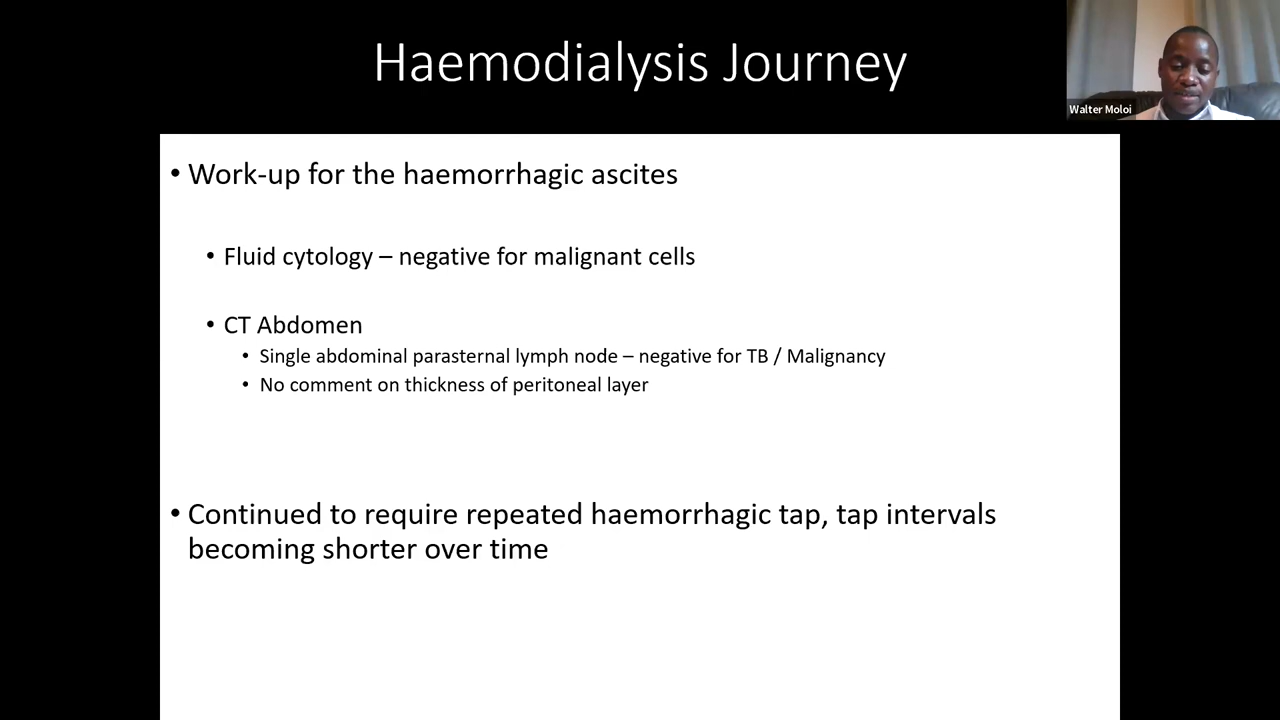 Haemodialysis Journey
Walter Moloi
• Work-up for the haemorrhagic ascites
• Fluid cytology – negative for malignant cells
• CT Abdomen
• Single abdominal parasternal lymph node – negative for TB / Malignancy
• No comment on thickness of peritoneal layer
• Continued to require repeated haemorrhagic tap, tap intervals
becoming shorter over time